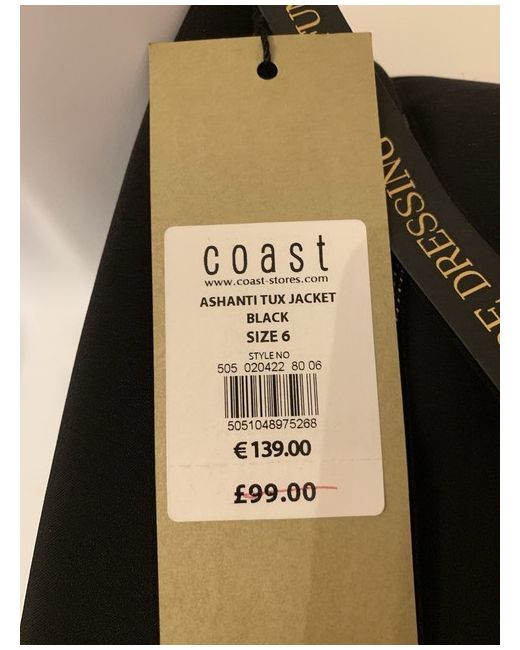 coast
www.coast-stores.com
ASHANTI TUX JACKET
BLACK
SIZE 6
STYLE NO
505 020422 80 06
5051048975268
€ 139.00
£99.00
DRESSING